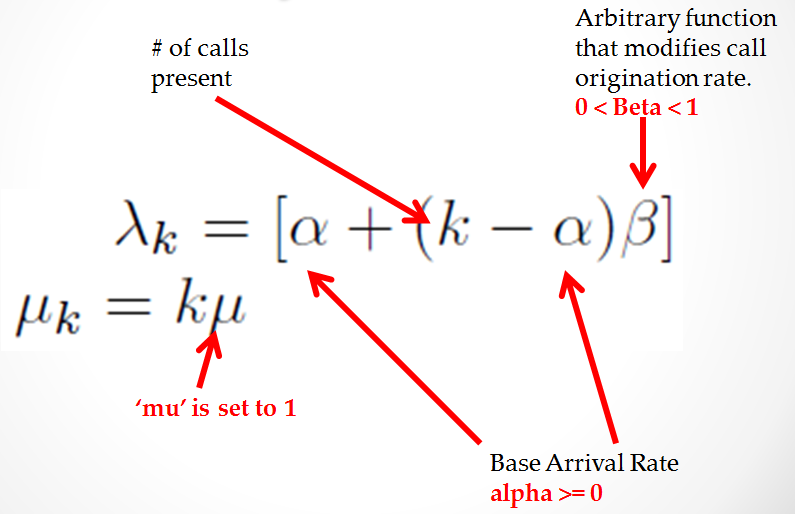 # of calls
present
Arbitrary function
that modifies call
origination rate.
0 < Beta < 1
λₖ = [α + (k − α)β]
μₖ = kμ
‘mu’ is set to 1
Base Arrival Rate
alpha >= 0